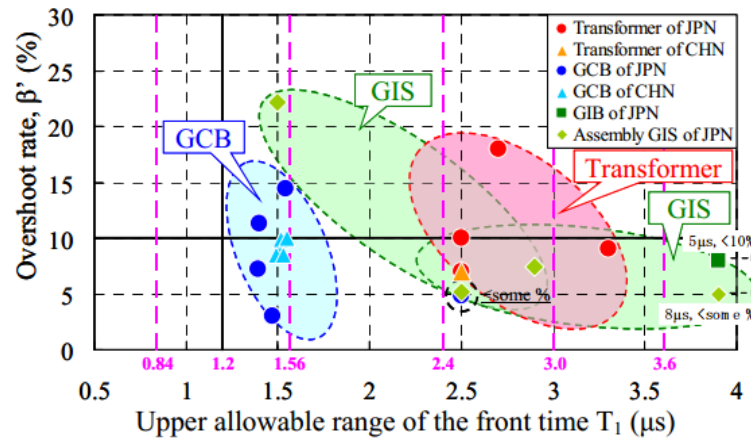 Overshoot rate, β' (%)
30
25
20
15
10
5
0
Transformer of JPN
Transformer of CHN
GCB of JPN
GCB of CHN
GIB of JPN
Assembly GIS of JPN
GIS
GCB
Transformer
GIS
5μs, <10%
<some %
8μs, <some %
0.84
1.2
1.56
2.4
3.0
3.6
0.5
1
1.5
2
2.5
3
3.5
4
Upper allowable range of the front time T₁ (μs)